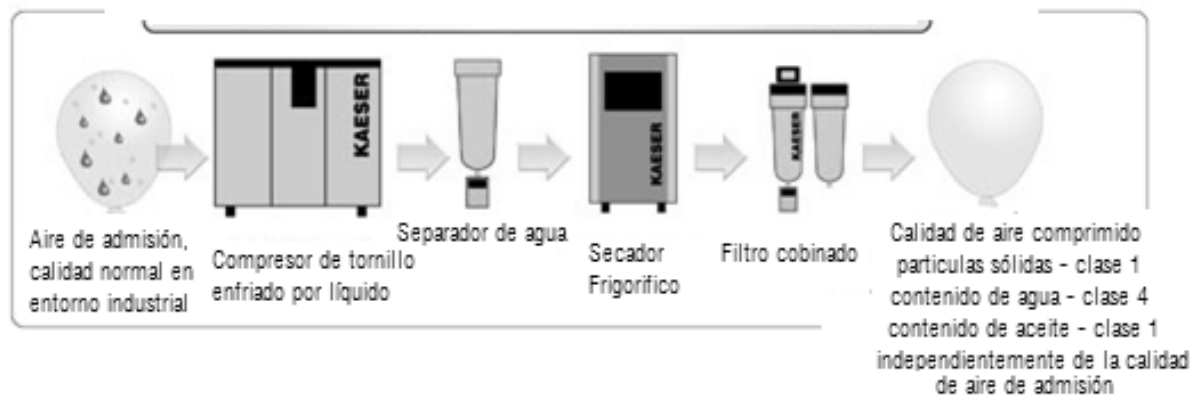 KAESER
KAESER
KAESER
Aire de admisión,
calidad normal en
entorno industrial
Compresor de tornillo
enfriado por líquido
Separador de agua
Secador
Frigorífico
Filtro cobinado
Calidad de aire comprimido
particulas sólidas - clase 1
contenido de agua - clase 4
contenido de aceite - clase 1
independientemente de la calidad
de aire de admisión